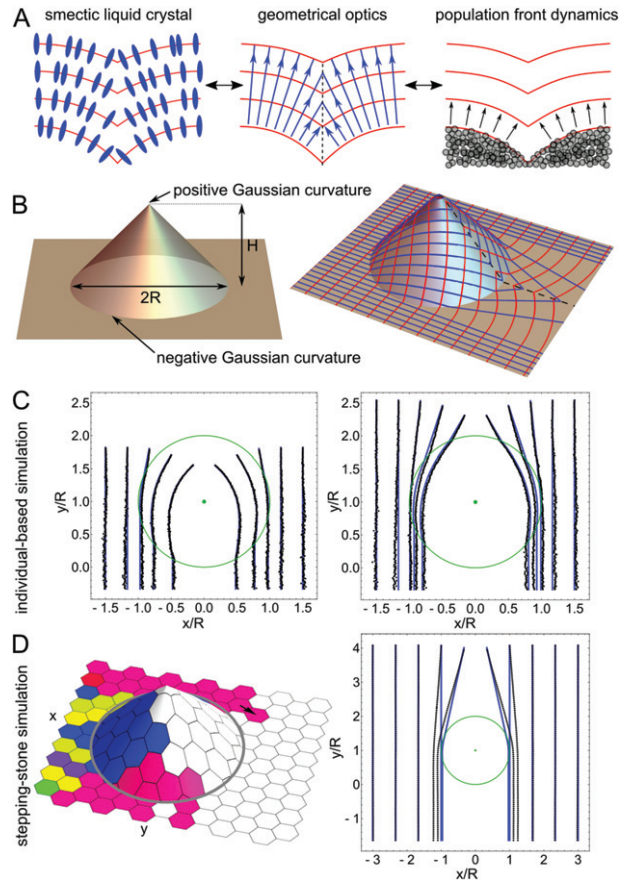 A
smectic liquid crystal
geometrical optics
population front dynamics
B
positive Gaussian curvature
H
2R
negative Gaussian curvature
C
individual-based simulation
y/R
2.5
2.0
1.5
1.0
0.5
0.0
- 1.5 - 1.0 - 0.5 0.0 0.5 1.0 1.5
x/R
y/R
2.5
2.0
1.5
1.0
0.5
0.0
- 1.5 - 1.0 - 0.5 0.0 0.5 1.0 1.5
x/R
D
stepping-stone simulation
x
y
y/R
4
3
2
1
0
- 1
- 3 - 2 - 1 0 1 2 3
x/R